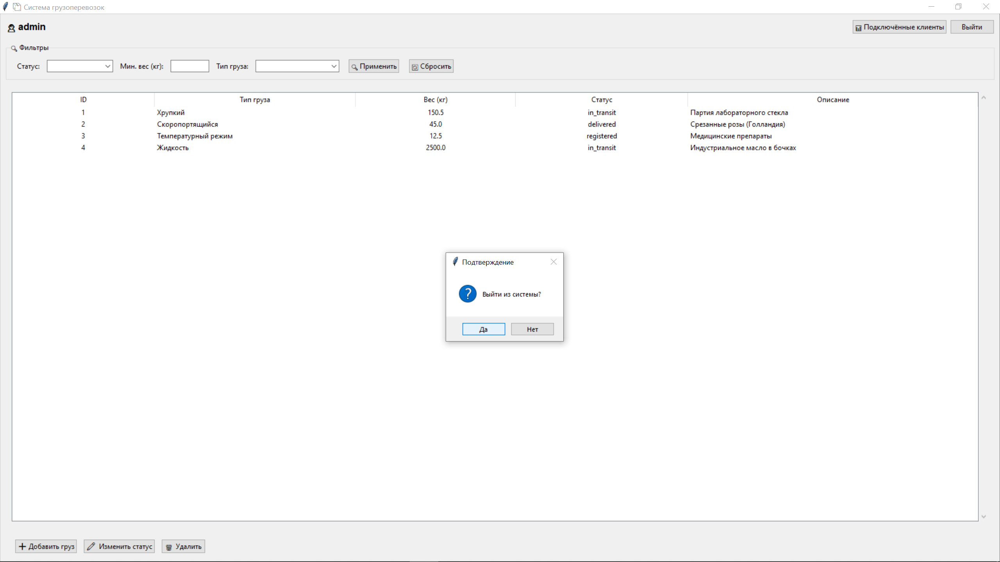 Система грузоперевозок
admin
Подключённые клиенты Выйти
Фильтры
Статус: Мин. вес (кг): Тип груза: Применить Сбросить
ID Тип груза Вес (кг) Статус Описание
1 Хрупкий 150.5 in_transit Партия лабораторного стекла
2 Скоропортящийся 45.0 delivered Срезанные розы (Голландия)
3 Температурный режим 12.5 registered Медицинские препараты
4 Жидкость 2500.0 in_transit Индустриальное масло в бочках
Подтверждение
Выйти из системы?
Да Нет
Добавить груз Изменить статус Удалить